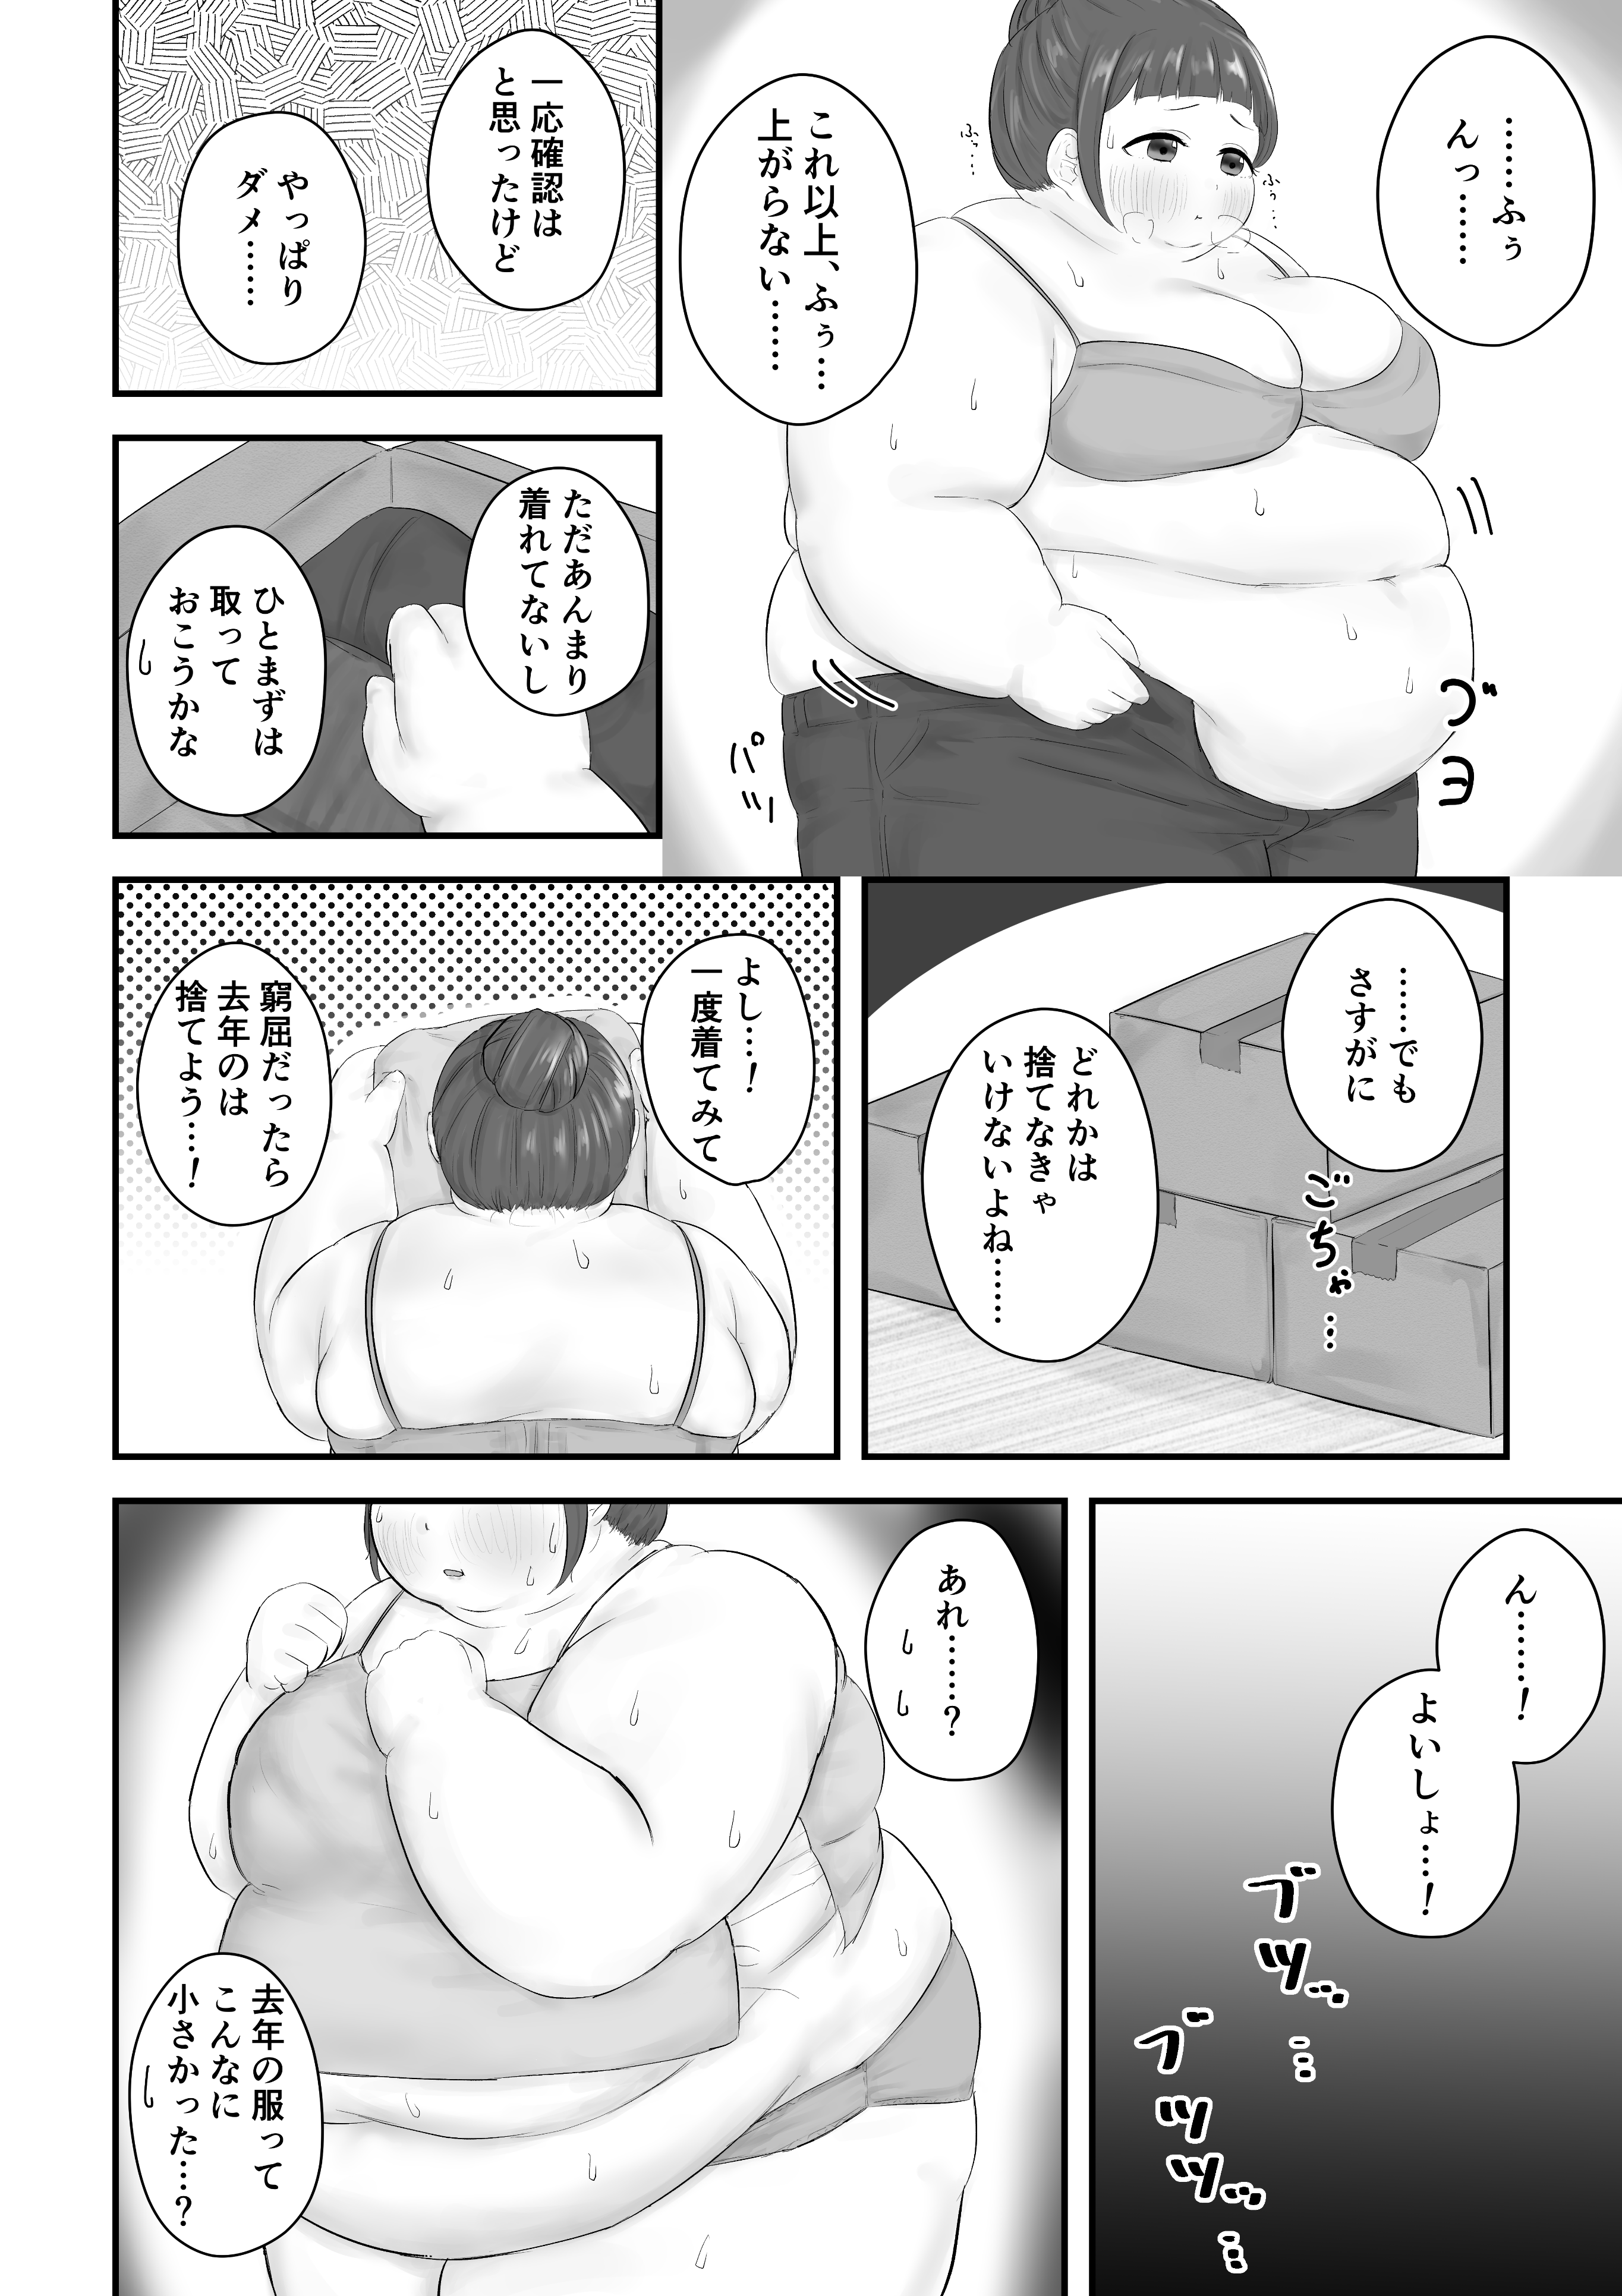 ……ふぅ
んっ……
ふっ…
ふぅ…
これ以上、ふぅ…
上がらない……
ブヨ
パツ
一応確認は
と思ったけど
やっぱり
ダメ……
ただあんまり
着れてないし
ひとまずは
取って
おこうかな
……でも
さすがに
どれかは
捨てなきゃ
いけないよね……
ごちゃ…
よし…！
一度着てみて
窮屈だったら
去年のは
捨てよう…！
ん……！
よいしょ…！
ブツッ…
ブツツッ…
あれ……？
去年の服って
こんなに
小さかった…？